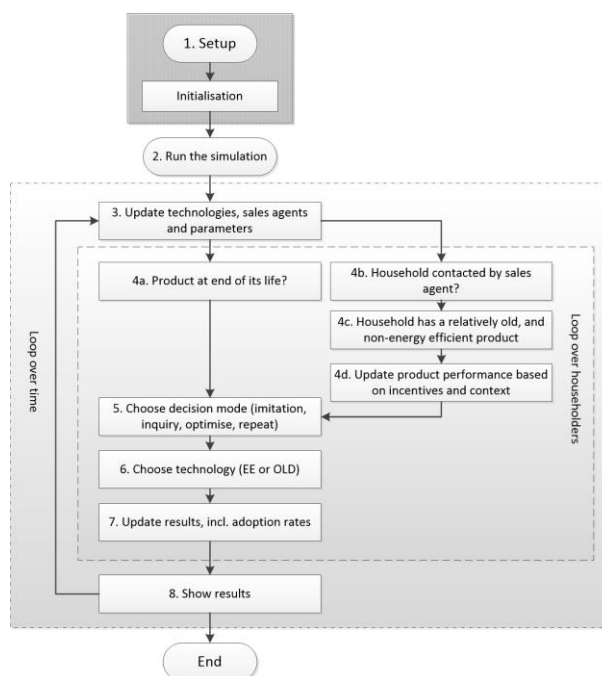 1. Setup
Initialisation
2. Run the simulation
3. Update technologies, sales agents
and parameters
4a. Product at end of its life?
4b. Household contacted by sales
agent?
4c. Household has a relatively old, and
non-energy efficient product
4d. Update product performance based
on incentives and context
5. Choose decision mode (imitation,
inquiry, optimise, repeat)
6. Choose technology (EE or OLD)
7. Update results, incl. adoption rates
8. Show results
End
Loop over time
Loop over householders